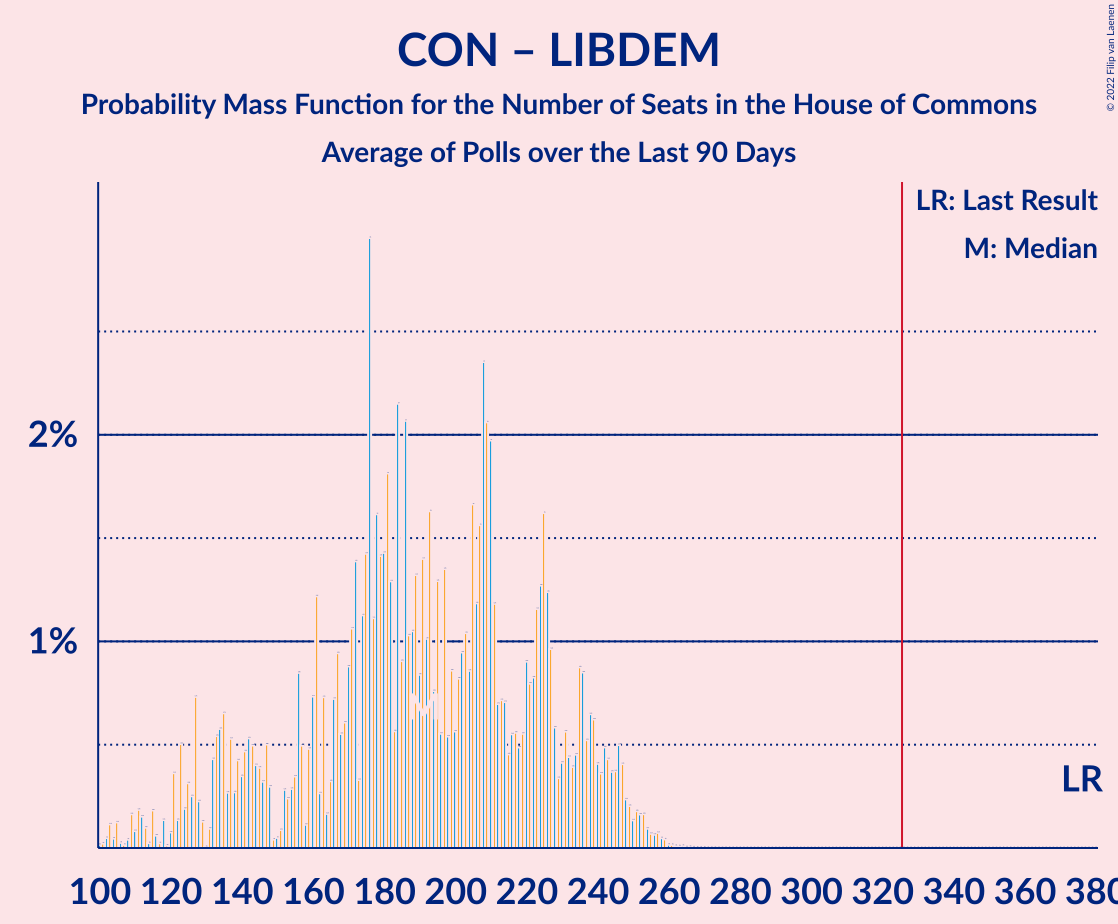 CON – LIBDEM
Probability Mass Function for the Number of Seats in the House of Commons
Average of Polls over the Last 90 Days
© 2022 Filip van Laenen
LR: Last Result
M: Median
2%
1%
LR
100 120 140 160 180 200 220 240 260 280 300 320 340 360 380